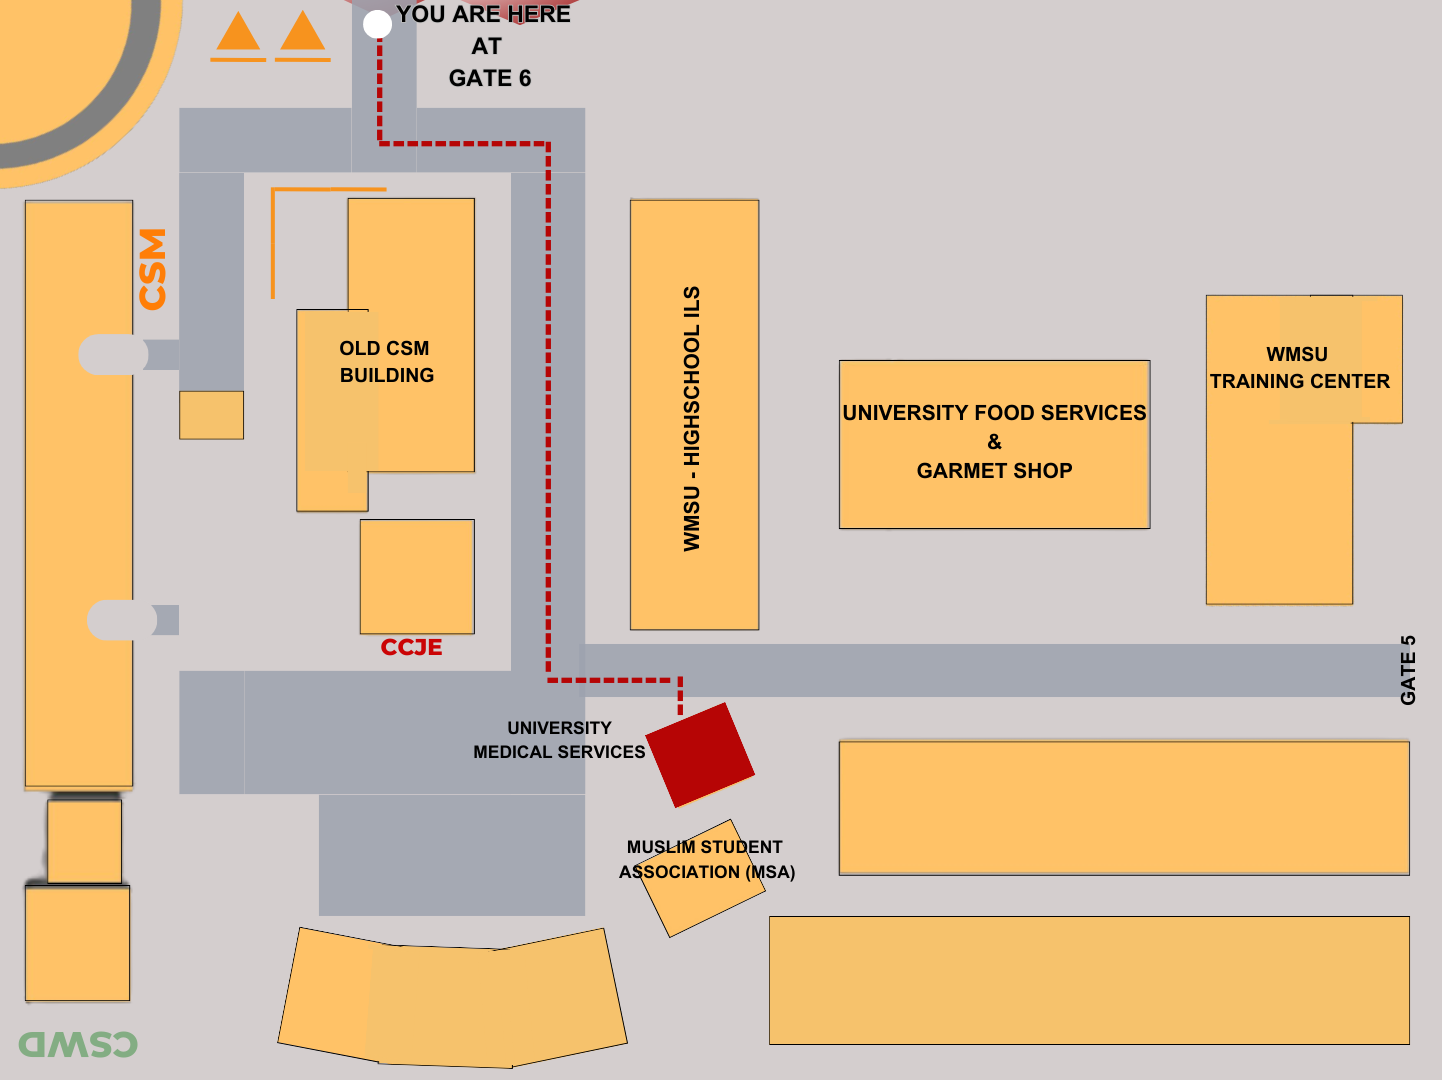 YOU ARE HERE
AT
GATE 6
CSM
OLD CSM
BUILDING
WMSU - HIGHSCHOOL ILS
UNIVERSITY FOOD SERVICES
&
GARMET SHOP
WMSU
TRAINING CENTER
CCJE
GATE 5
UNIVERSITY
MEDICAL SERVICES
MUSLIM STUDENT
ASSOCIATION (MSA)
CSWD